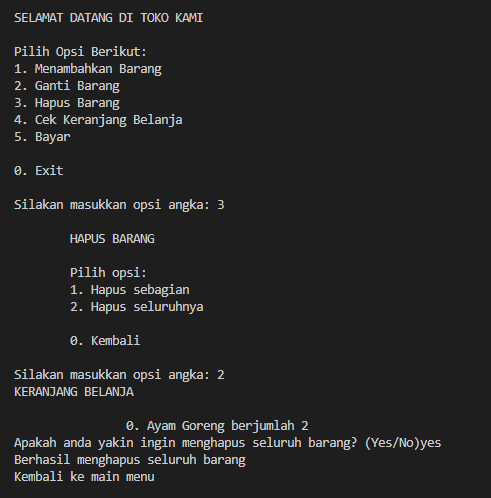 SELAMAT DATANG DI TOKO KAMI
Pilih Opsi Berikut:
1. Menambahkan Barang
2. Ganti Barang
3. Hapus Barang
4. Cek Keranjang Belanja
5. Bayar
0. Exit
Silakan masukkan opsi angka: 3
HAPUS BARANG
Pilih opsi:
1. Hapus sebagian
2. Hapus seluruhnya
0. Kembali
Silakan masukkan opsi angka: 2
KERANJANG BELANJA
0. Ayam Goreng berjumlah 2
Apakah anda yakin ingin menghapus seluruh barang? (Yes/No)yes
Berhasil menghapus seluruh barang
Kembali ke main menu